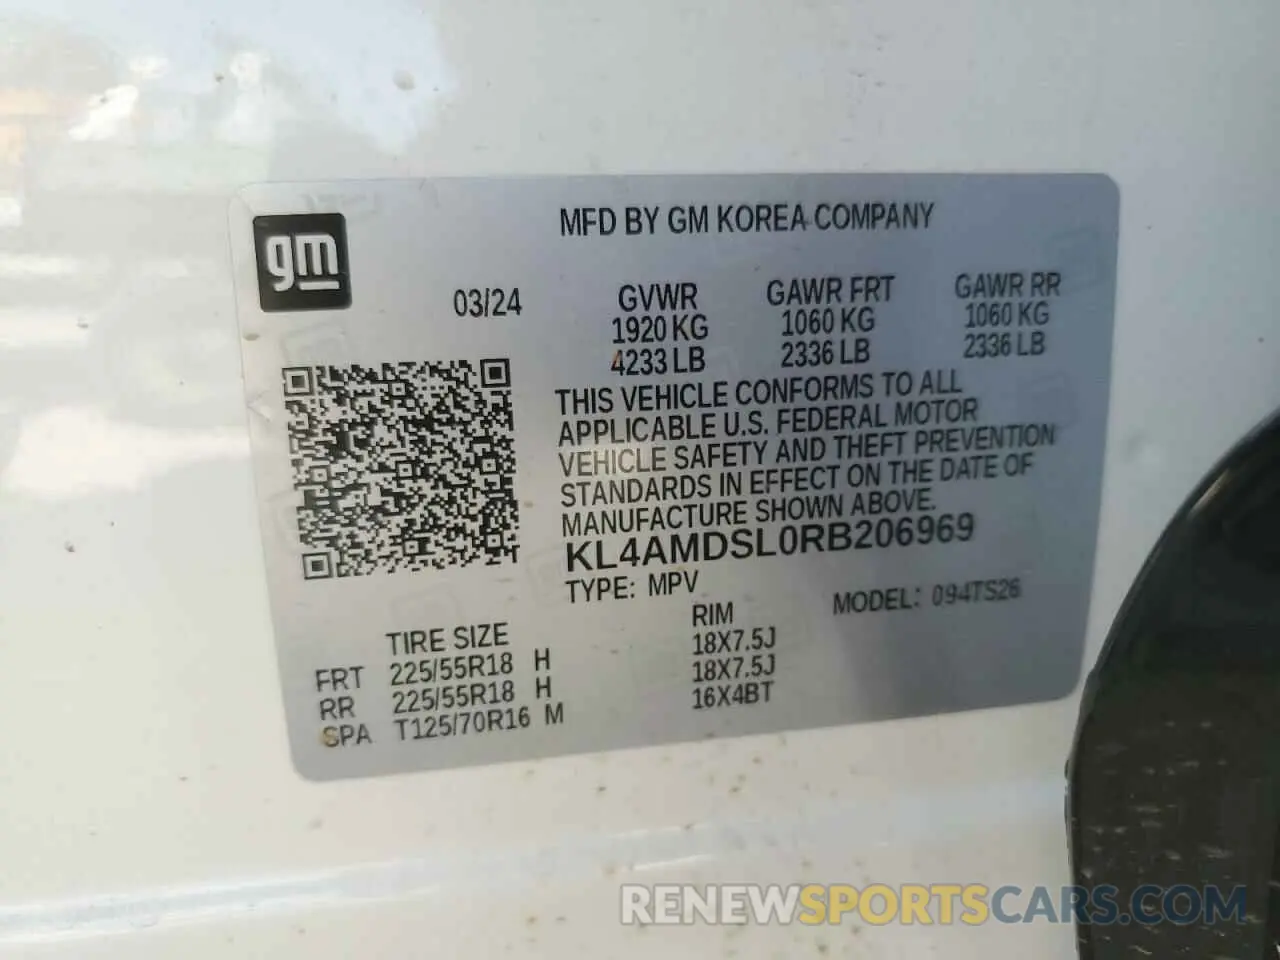 gm
MFD BY GM KOREA COMPANY
03/24
GVWR GAWR FRT GAWR RR
1920 KG 1060 KG 1060 KG
4233 LB 2336 LB 2336 LB
THIS VEHICLE CONFORMS TO ALL
APPLICABLE U.S. FEDERAL MOTOR
VEHICLE SAFETY AND THEFT PREVENTION
STANDARDS IN EFFECT ON THE DATE OF
MANUFACTURE SHOWN ABOVE.
KL4AMDSL0RB206969
TYPE: MPV MODEL: 094TS26
TIRE SIZE RIM
FRT 225/55R18 H 18X7.5J
RR 225/55R18 H 18X7.5J
SPA T125/70R16 M 16X4BT
RENEWSPORTSCARS.COM